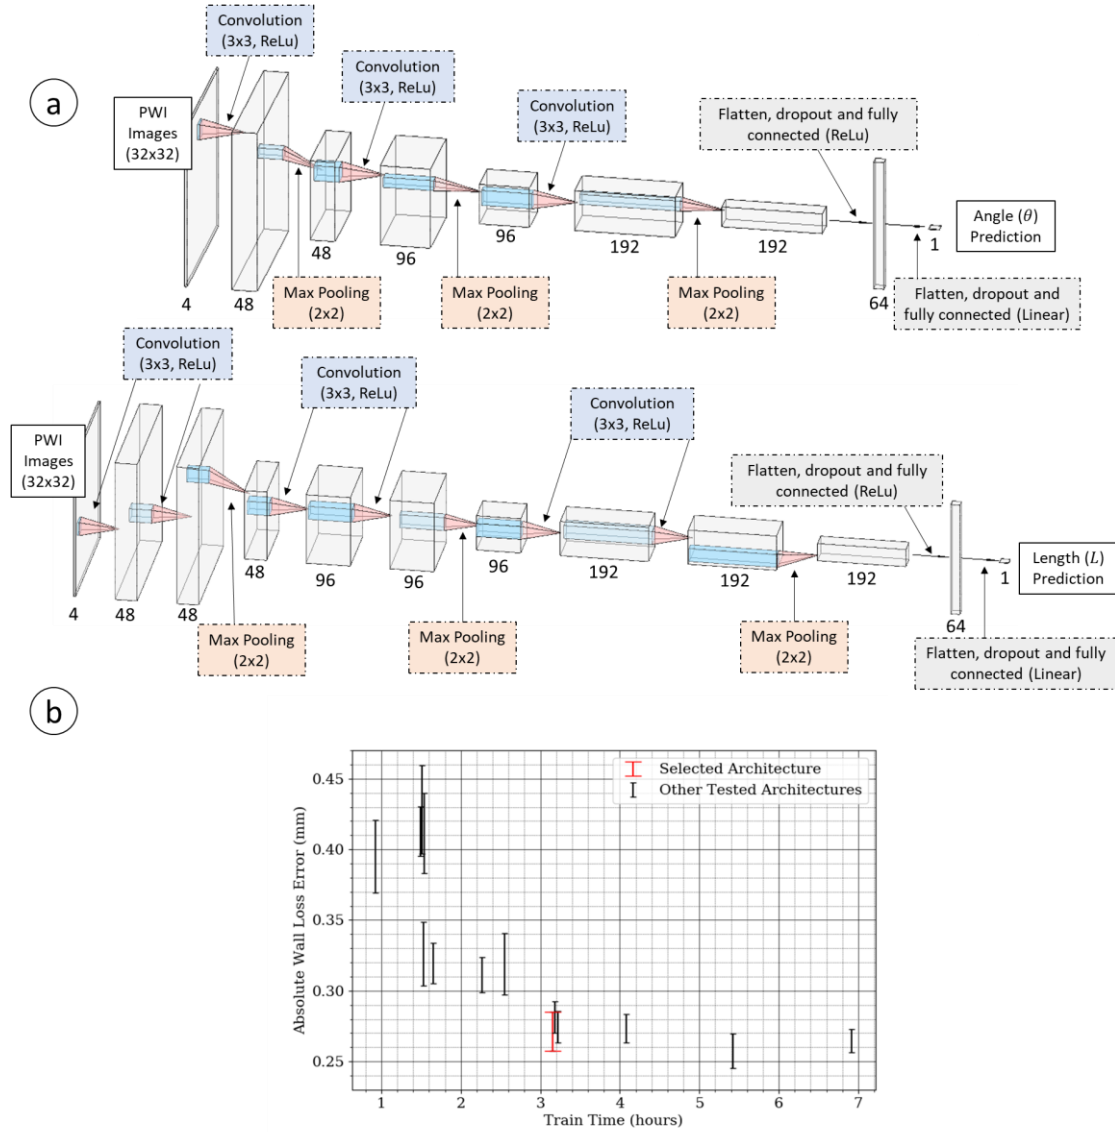 a
Convolution
(3x3, ReLu)
Convolution
(3x3, ReLu)
Convolution
(3x3, ReLu)
PWI
Images
(32x32)
Flatten, dropout and fully
connected (ReLu)
Angle (θ)
Prediction
4
48
48
96
96
192
192
64
1
Max Pooling
(2x2)
Max Pooling
(2x2)
Max Pooling
(2x2)
Flatten, dropout and
fully connected (Linear)
Convolution
(3x3, ReLu)
Convolution
(3x3, ReLu)
Convolution
(3x3, ReLu)
PWI
Images
(32x32)
Flatten, dropout and fully
connected (ReLu)
Length (L)
Prediction
4
48
48
48
96
96
96
192
192
192
64
1
Max Pooling
(2x2)
Max Pooling
(2x2)
Max Pooling
(2x2)
Flatten, dropout and fully
connected (Linear)
b
Selected Architecture
Other Tested Architectures
Absolute Wall Loss Error (mm)
0.45
0.40
0.35
0.30
0.25
1 2 3 4 5 6 7
Train Time (hours)